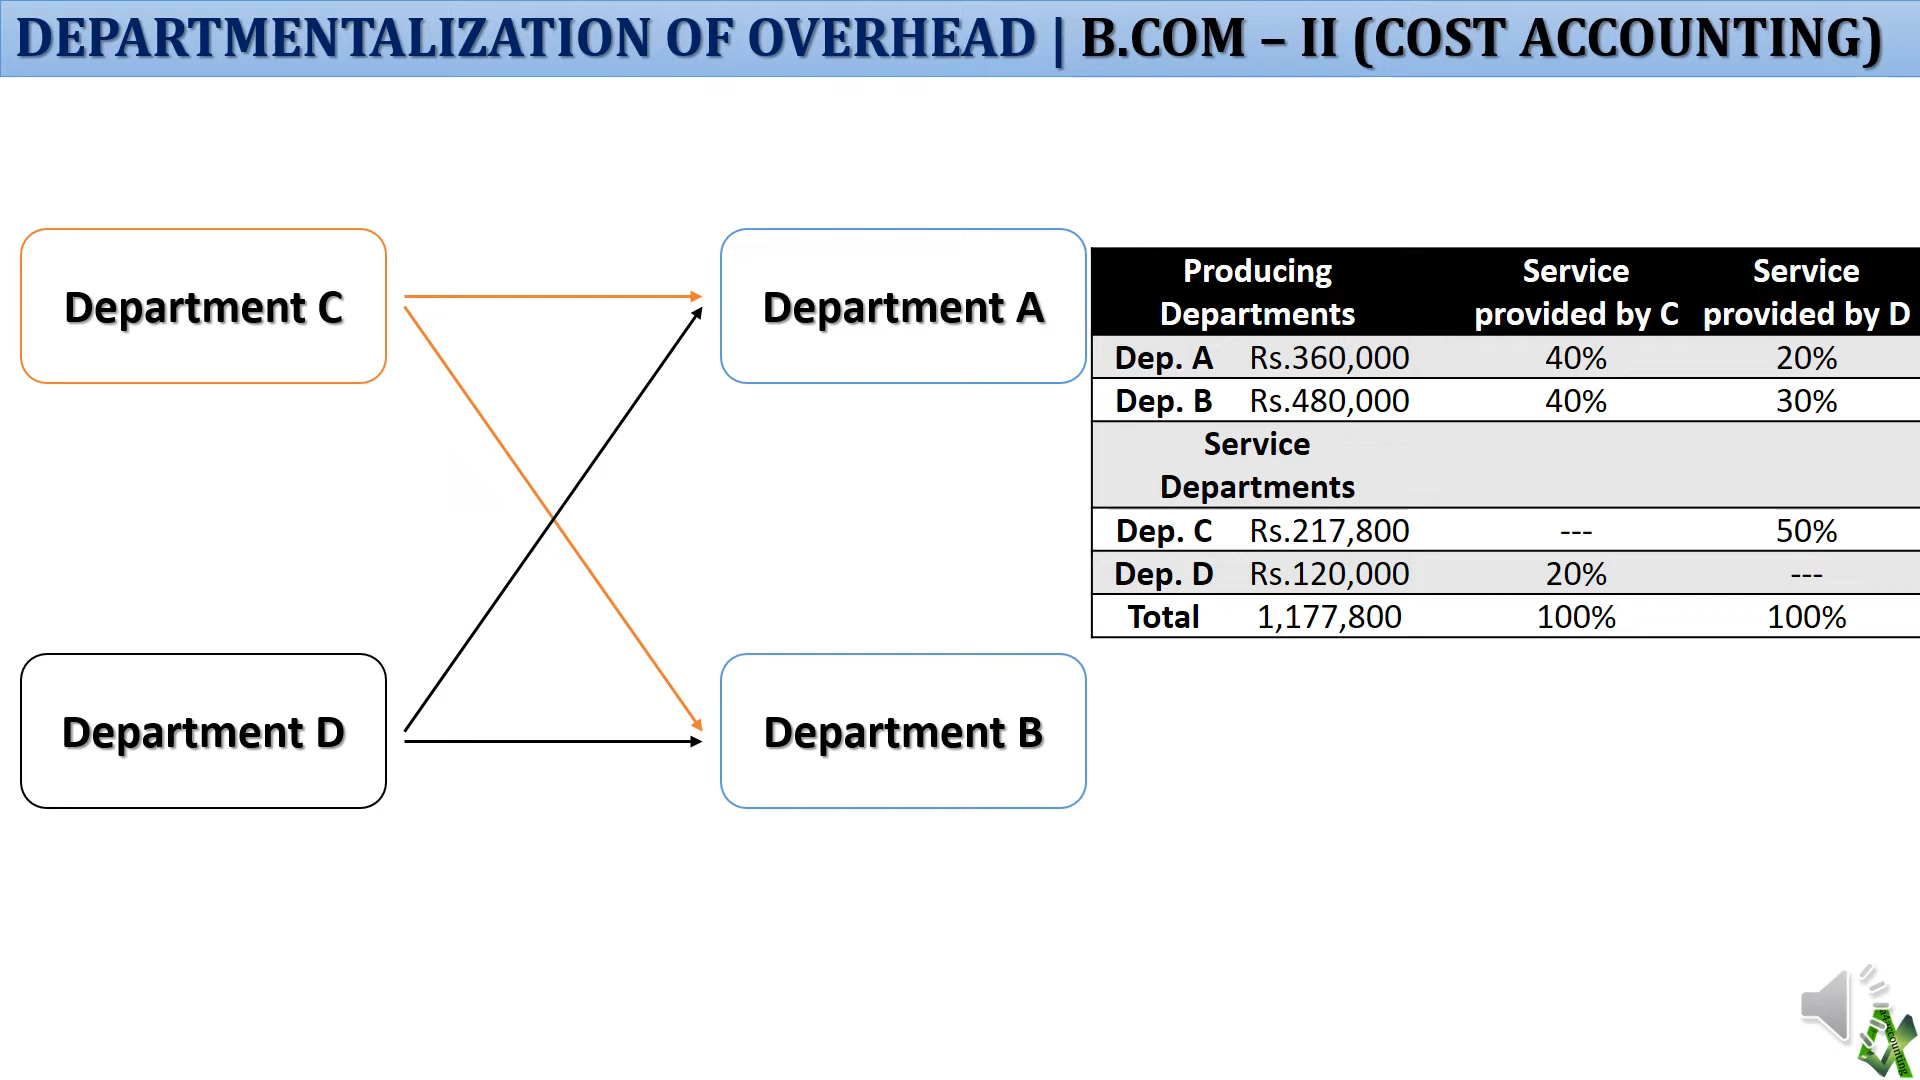 DEPARTMENTALIZATION OF OVERHEAD | B.COM – II (COST ACCOUNTING)
Department C
Department A
Department D
Department B
Producing Departments Service provided by C Service provided by D
Dep. A Rs.360,000 40% 20%
Dep. B Rs.480,000 40% 30%
Service Departments
Dep. C Rs.217,800 --- 50%
Dep. D Rs.120,000 20% ---
Total 1,177,800 100% 100%